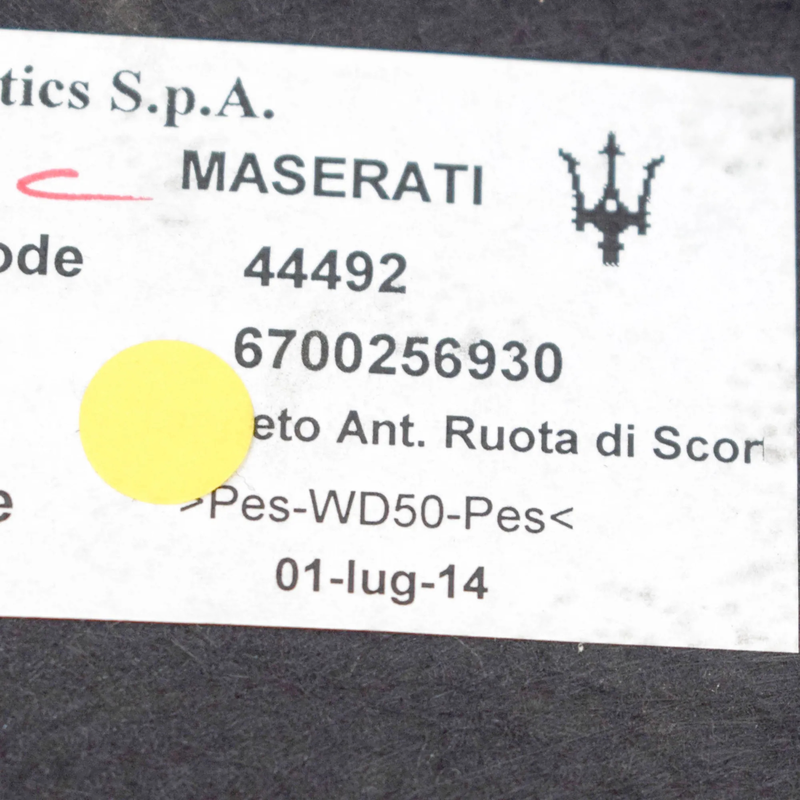 tics S.p.A.
MASERATI
ode 44492
6700256930
eto Ant. Ruota di Scor
e >Pes-WD50-Pes<
01-lug-14